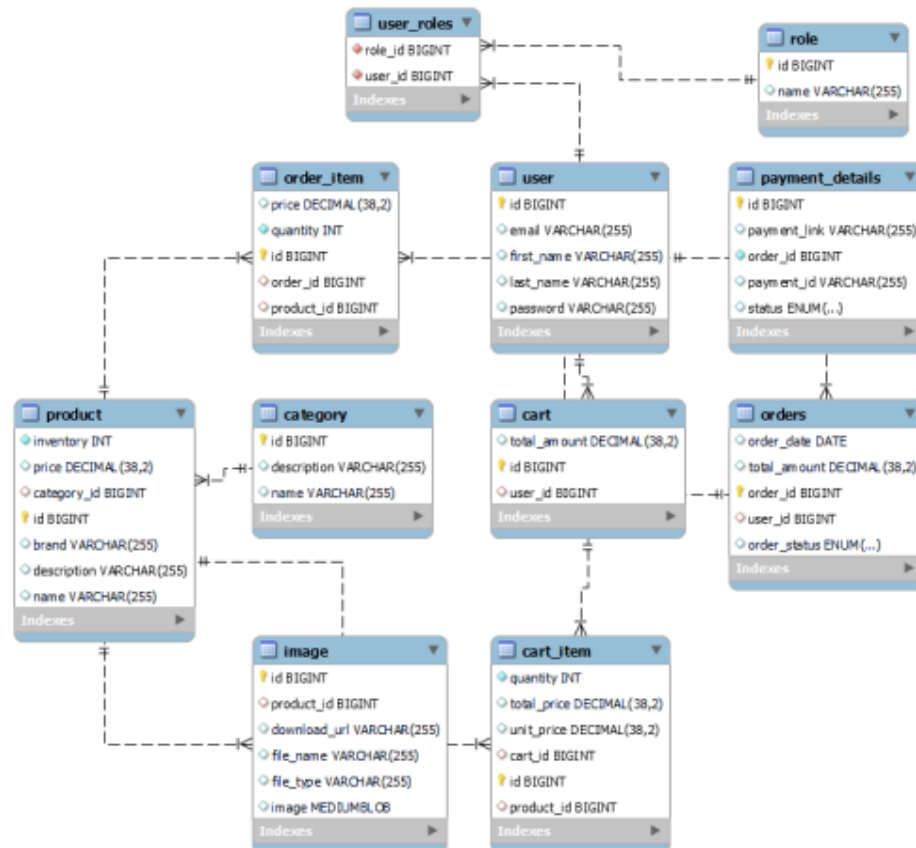 user_roles
role_id BIGINT
user_id BIGINT
Indexes
role
id BIGINT
name VARCHAR(255)
Indexes
order_item
price DECIMAL(38,2)
quantity INT
id BIGINT
order_id BIGINT
product_id BIGINT
Indexes
user
id BIGINT
email VARCHAR(255)
first_name VARCHAR(255)
last_name VARCHAR(255)
password VARCHAR(255)
Indexes
payment_details
id BIGINT
payment_link VARCHAR(255)
order_id BIGINT
payment_id VARCHAR(255)
status ENUM(...)
Indexes
product
inventory INT
price DECIMAL(38,2)
category_id BIGINT
id BIGINT
brand VARCHAR(255)
description VARCHAR(255)
name VARCHAR(255)
Indexes
category
id BIGINT
description VARCHAR(255)
name VARCHAR(255)
Indexes
cart
total_amount DECIMAL(38,2)
id BIGINT
user_id BIGINT
Indexes
orders
order_date DATE
total_amount DECIMAL(38,2)
order_id BIGINT
user_id BIGINT
order_status ENUM(...)
Indexes
image
id BIGINT
product_id BIGINT
download_url VARCHAR(255)
file_name VARCHAR(255)
file_type VARCHAR(255)
image MEDIUMBLOB
Indexes
cart_item
quantity INT
total_price DECIMAL(38,2)
unit_price DECIMAL(38,2)
cart_id BIGINT
id BIGINT
product_id BIGINT
Indexes